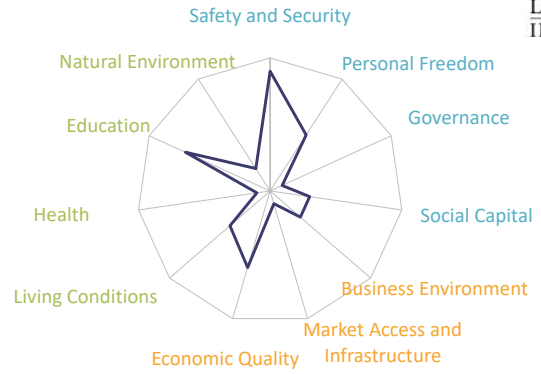 Safety and Security
Natural Environment
Personal Freedom
Education
Governance
Health
Social Capital
Living Conditions
Business Environment
Market Access and
Infrastructure
Economic Quality